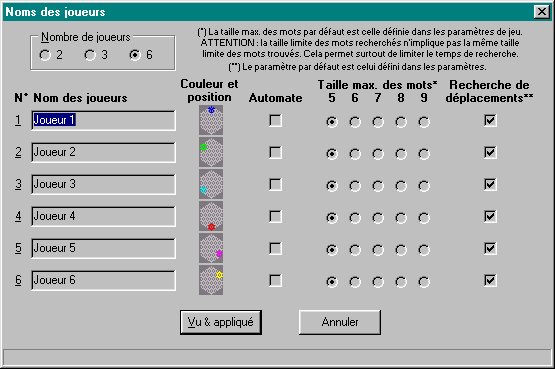 Noms des joueurs
Nombre de joueurs
2 3 6
(*) La taille max. des mots par défaut est celle définie dans les paramètres de jeu.
ATTENTION : la taille limite des mots recherchés n'implique pas la même taille
limite des mots trouvés. Cela permet surtout de limiter le temps de recherche.
(**) Le paramètre par défaut est celui défini dans les paramètres.
Couleur et
position
Taille max. des mots*
Recherche de
déplacements**
N° Nom des joueurs
Automate
5 6 7 8 9
1 Joueur 1
2 Joueur 2
3 Joueur 3
4 Joueur 4
5 Joueur 5
6 Joueur 6
Vu & appliqué
Annuler